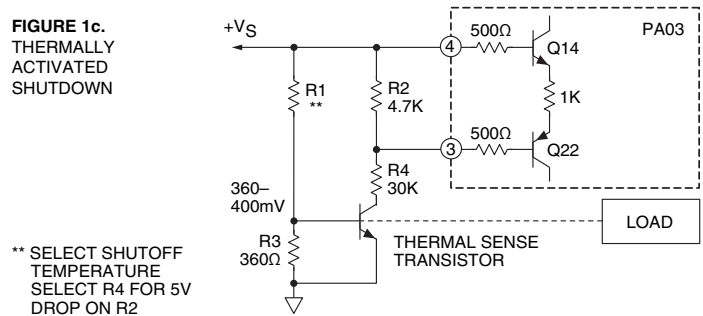 FIGURE 1c.
THERMALLY
ACTIVATED
SHUTDOWN
+VS
R1
**
R2
4.7K
4
500Ω
Q14
PA03
1K
3
500Ω
Q22
R4
30K
360–
400mV
R3
360Ω
THERMAL SENSE
TRANSISTOR
LOAD
** SELECT SHUTOFF
TEMPERATURE
SELECT R4 FOR 5V
DROP ON R2